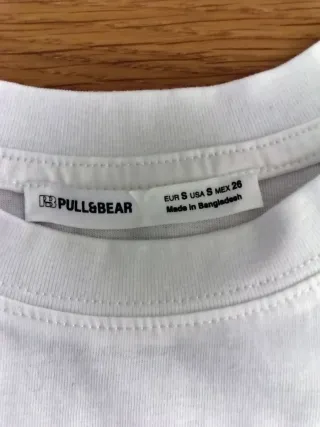 PULL&BEAR
EUR S USA S MEX 26
Made in Bangladesh